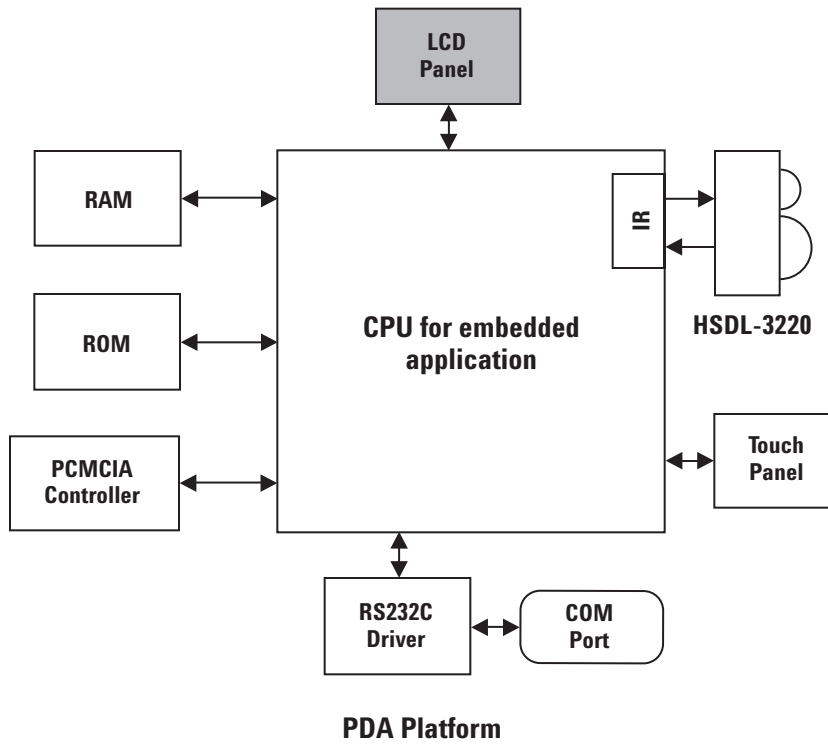 LCD
Panel
RAM
IR
ROM
CPU for embedded
application
HSDL-3220
PCMCIA
Controller
Touch
Panel
RS232C
Driver
COM
Port
PDA Platform